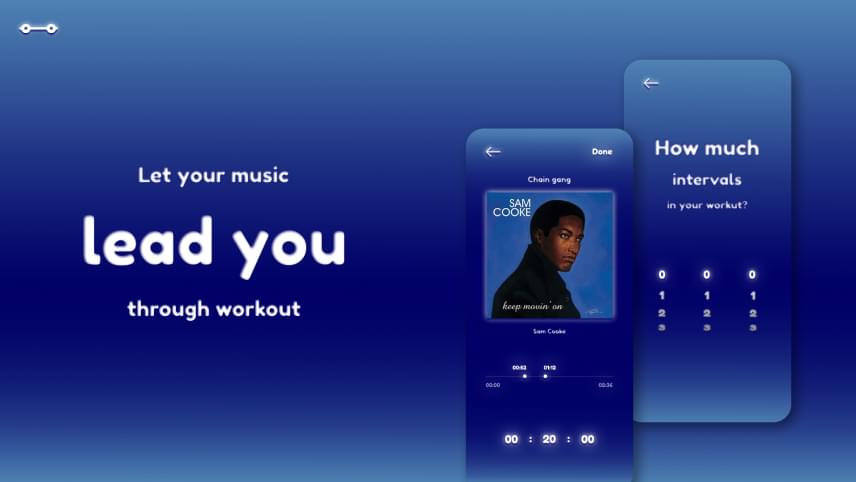 Let your music
lead you
through workout
Done
Chain gang
SAM
COOKE
keep movin' on
Sam Cooke
00:52 01:12
00:00 02:36
00 : 20 : 00
How much
intervals
in your workut?
0 0 0
1 1 1
2 2 2
3 3 3